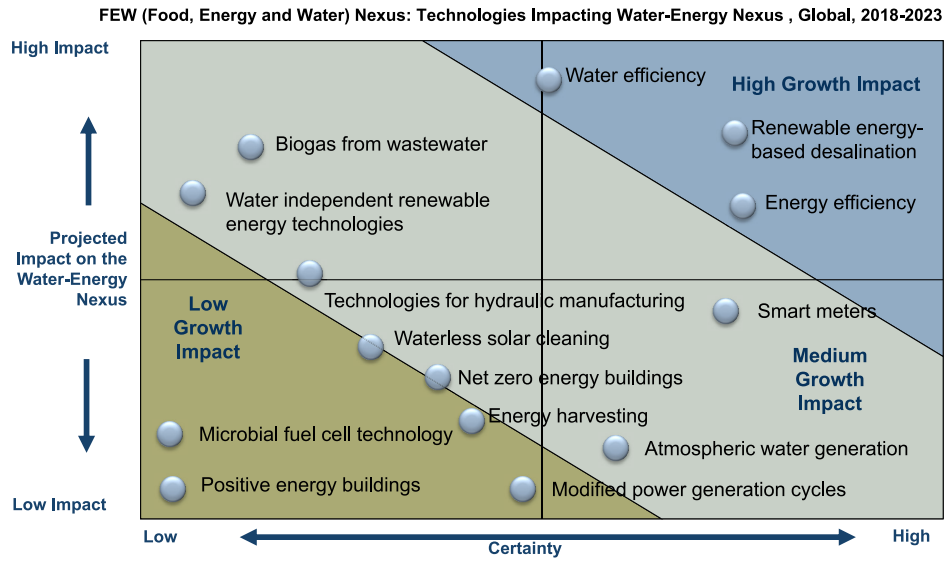 FEW (Food, Energy and Water) Nexus: Technologies Impacting Water-Energy Nexus , Global, 2018-2023
High Impact
Water efficiency
High Growth Impact
Renewable energy-
based desalination
Biogas from wastewater
Water independent renewable
energy technologies
Energy efficiency
Projected
Impact on the
Water-Energy
Nexus
Technologies for hydraulic manufacturing
Smart meters
Low
Growth
Impact
Waterless solar cleaning
Medium
Growth
Impact
Net zero energy buildings
Energy harvesting
Microbial fuel cell technology
Atmospheric water generation
Positive energy buildings
Modified power generation cycles
Low Impact
Low
High
Certainty